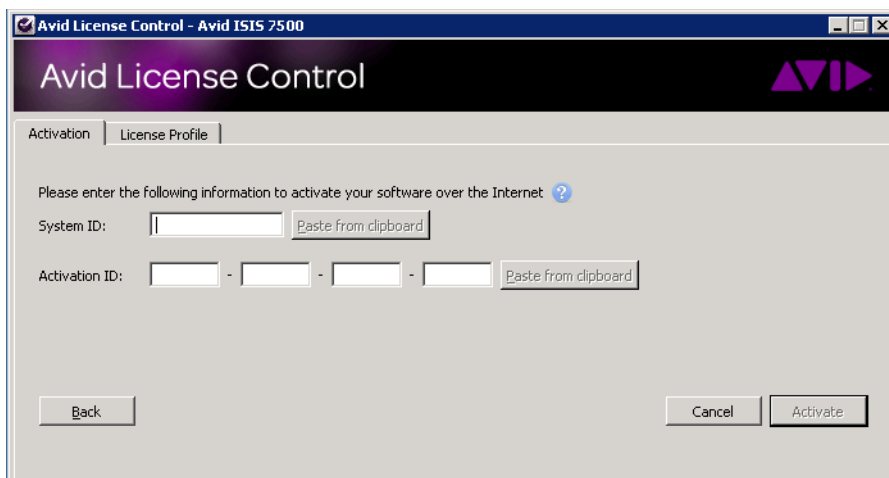 Avid License Control - Avid ISIS 7500
Avid License Control
AVID
Activation License Profile
Please enter the following information to activate your software over the Internet ?
System ID: Paste from clipboard
Activation ID: - - - Paste from clipboard
Back Cancel Activate